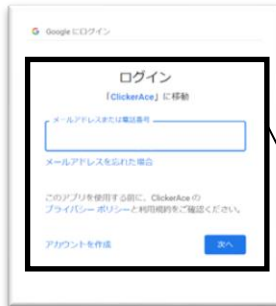 Google にログイン
ログイン
「ClickerAce」に移動
メールアドレスまたは電話番号
メールアドレスを忘れた場合
このアプリを使用する前に、ClickerAce の
プライバシー ポリシーと利用規約をご確認ください。
アカウントを作成
次へ